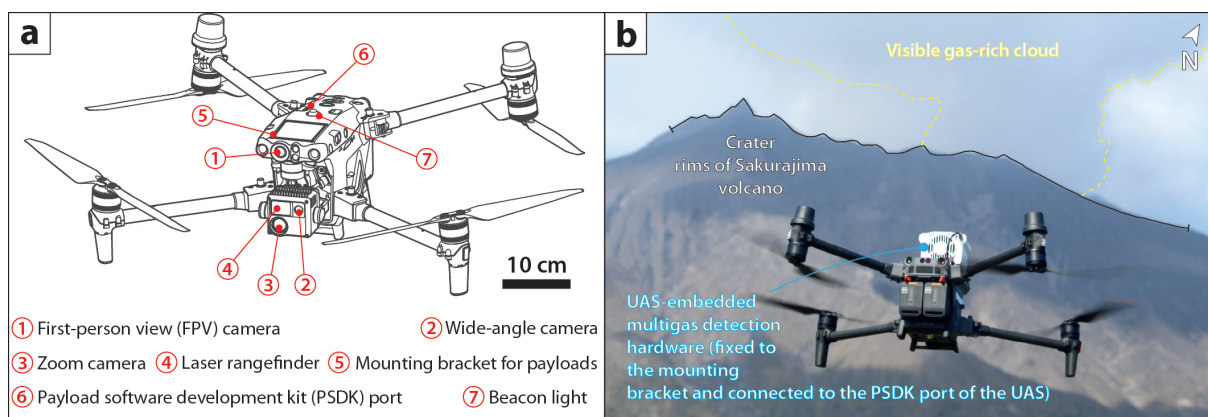 a
6
5
1
7
4
3
2
10 cm
1 First-person view (FPV) camera 2 Wide-angle camera
3 Zoom camera 4 Laser rangefinder 5 Mounting bracket for payloads
6 Payload software development kit (PSDK) port 7 Beacon light
b
Visible gas-rich cloud
N
Crater
rims of Sakurajima
volcano
UAS-embedded
multigas detection
hardware (fixed to
the mounting
bracket and connected to the PSDK port of the UAS)